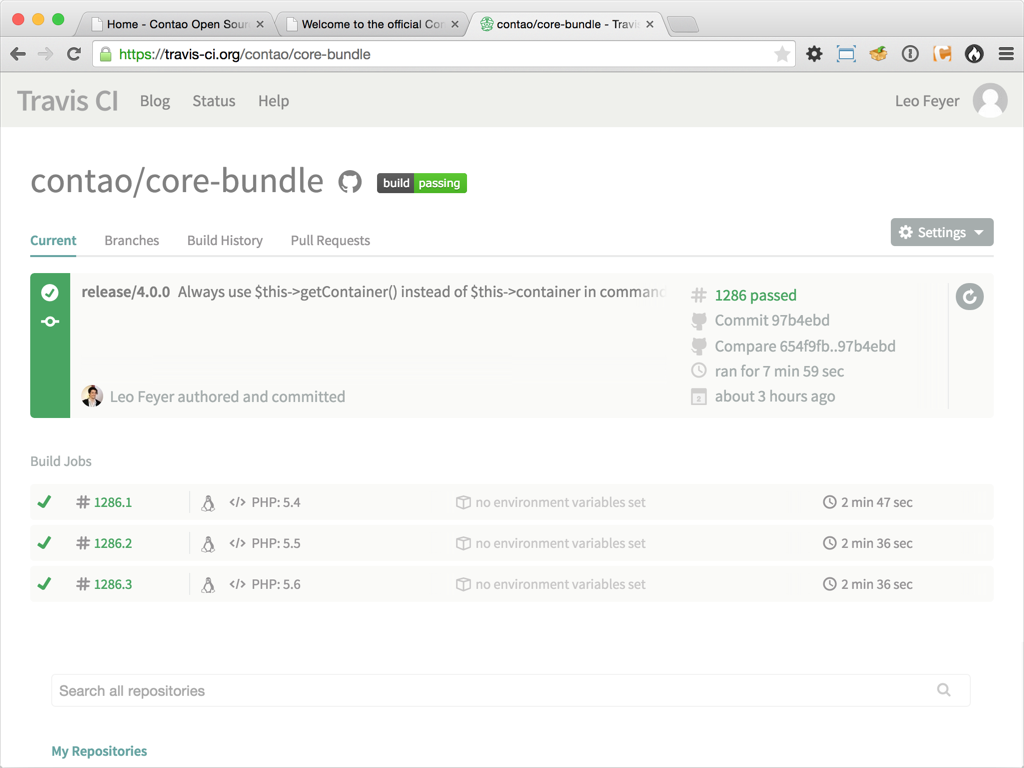 Home - Contao Open Sour
Welcome to the official Con
contao/core-bundle - Travis
https://travis-ci.org/contao/core-bundle
Travis CI Blog Status Help Leo Feyer
contao/core-bundle build passing
Current Branches Build History Pull Requests Settings
release/4.0.0 Always use $this->getContainer() instead of $this->container in command
1286 passed
Commit 97b4ebd
Compare 654f9fb..97b4ebd
ran for 7 min 59 sec
Leo Feyer authored and committed
about 3 hours ago
Build Jobs
# 1286.1 </> PHP: 5.4 no environment variables set 2 min 47 sec
# 1286.2 </> PHP: 5.5 no environment variables set 2 min 36 sec
# 1286.3 </> PHP: 5.6 no environment variables set 2 min 36 sec
Search all repositories
My Repositories